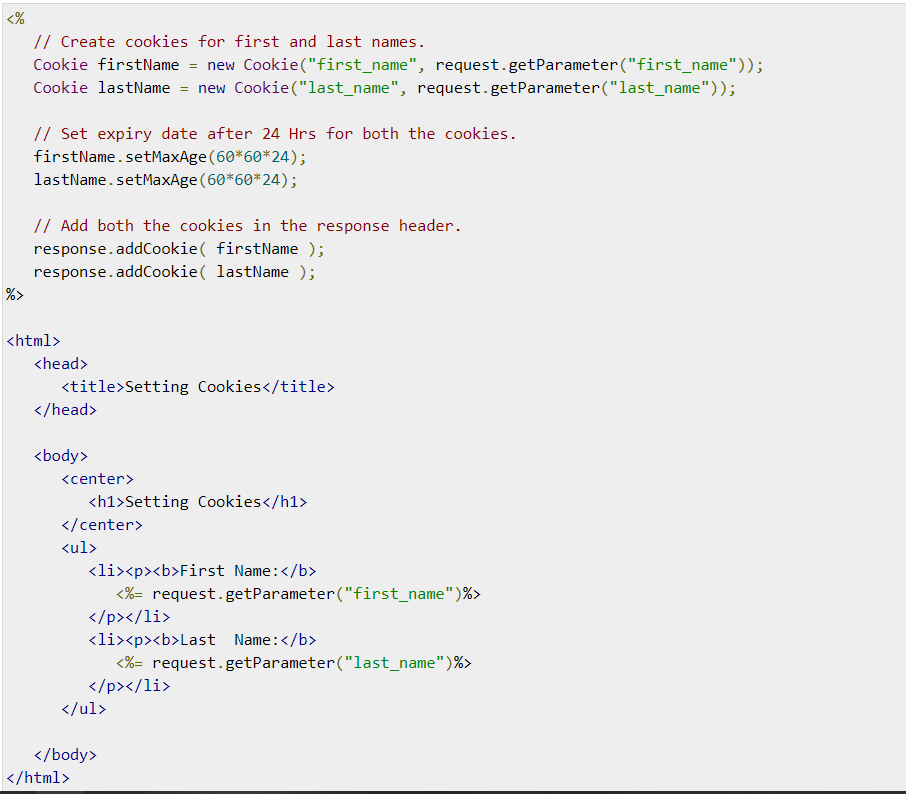 <%
   // Create cookies for first and last names.
   Cookie firstName = new Cookie("first_name", request.getParameter("first_name"));
   Cookie lastName = new Cookie("last_name", request.getParameter("last_name"));

   // Set expiry date after 24 Hrs for both the cookies.
   firstName.setMaxAge(60*60*24);
   lastName.setMaxAge(60*60*24);

   // Add both the cookies in the response header.
   response.addCookie( firstName );
   response.addCookie( lastName );
%>

<html>
   <head>
      <title>Setting Cookies</title>
   </head>

   <body>
      <center>
         <h1>Setting Cookies</h1>
      </center>
      <ul>
         <li><p><b>First Name:</b>
            <%= request.getParameter("first_name")%>
         </p></li>
         <li><p><b>Last  Name:</b>
            <%= request.getParameter("last_name")%>
         </p></li>
      </ul>

   </body>
</html>